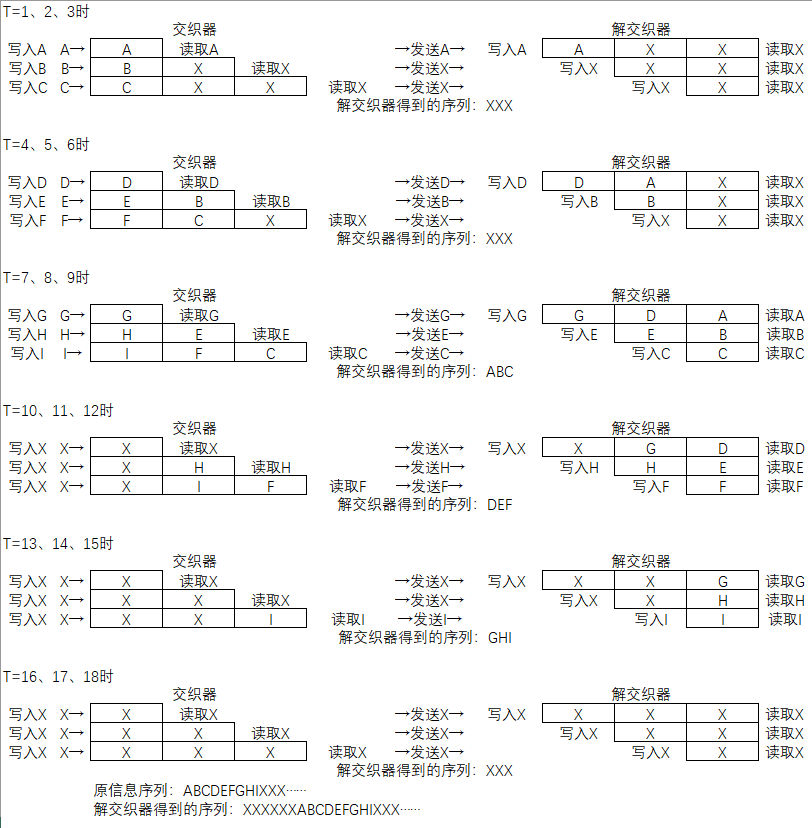 T=1、2、3时
交织器 解交织器
写入A A→ A 读取A →发送A→ 写入A A X X 读取X
写入B B→ B X 读取X →发送X→ 写入X X X 读取X
写入C C→ C X X 读取X →发送X→ 写入X X 读取X
解交织器得到的序列：XXX
T=4、5、6时
交织器 解交织器
写入D D→ D 读取D →发送D→ 写入D D A X 读取X
写入E E→ E B 读取B →发送B→ 写入B B X 读取X
写入F F→ F C X 读取X →发送X→ 写入X X 读取X
解交织器得到的序列：XXX
T=7、8、9时
交织器 解交织器
写入G G→ G 读取G →发送G→ 写入G G D A 读取A
写入H H→ H E 读取E →发送E→ 写入E E B 读取B
写入I I→ I F C 读取C →发送C→ 写入C C 读取C
解交织器得到的序列：ABC
T=10、11、12时
交织器 解交织器
写入X X→ X 读取X →发送X→ 写入X X G D 读取D
写入X X→ X H 读取H →发送H→ 写入H H E 读取E
写入X X→ X I F 读取F →发送F→ 写入F F 读取F
解交织器得到的序列：DEF
T=13、14、15时
交织器 解交织器
写入X X→ X 读取X →发送X→ 写入X X X G 读取G
写入X X→ X X 读取X →发送X→ 写入X X H 读取H
写入X X→ X X I 读取I →发送I→ 写入I I 读取I
解交织器得到的序列：GHI
T=16、17、18时
交织器 解交织器
写入X X→ X 读取X →发送X→ 写入X X X X 读取X
写入X X→ X X 读取X →发送X→ 写入X X X 读取X
写入X X→ X X X 读取X →发送X→ 写入X X 读取X
解交织器得到的序列：XXX
原信息序列：ABCDEFGHIXXX……
解交织器得到的序列：XXXXXXABCDEFGHIXXX……